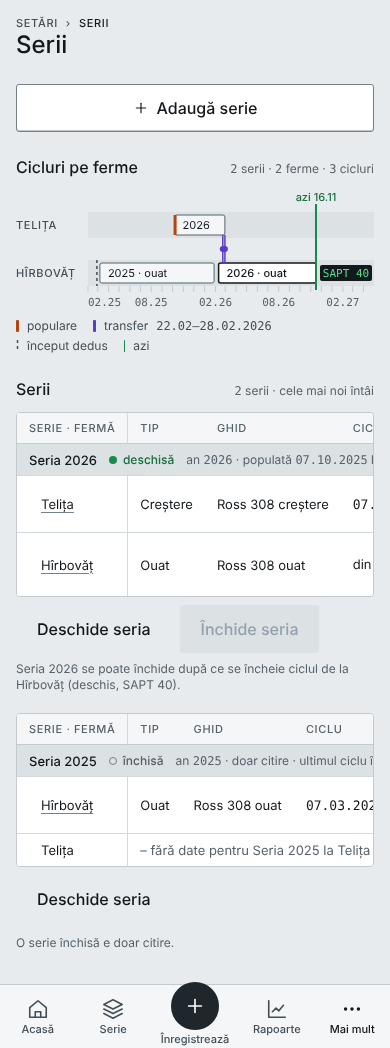 SETĂRI › SERII
Serii
+ Adaugă serie
Cicluri pe ferme
2 serii · 2 ferme · 3 cicluri
azi 16.11
TELIȚA
2026
HÎRBOVĂȚ
2025 · ouat
2026 · ouat
SAPT 40
02.25 08.25 02.26 08.26 02.27
populare transfer 22.02–28.02.2026
început dedus azi
Serii
2 serii · cele mai noi întâi
SERIE · FERMĂ TIP GHID CIC
Seria 2026 deschisă an 2026 · populată 07.10.2025
Telița Creștere Ross 308 creștere 07.
Hîrbovăț Ouat Ross 308 ouat din
Deschide seria Închide seria
Seria 2026 se poate închide după ce se încheie ciclul de la
Hîrbovăț (deschis, SAPT 40).
SERIE · FERMĂ TIP GHID CICLU
Seria 2025 închisă an 2025 · doar citire · ultimul ciclu
Hîrbovăț Ouat Ross 308 ouat 07.03.202
Telița – fără date pentru Seria 2025 la Telița
Deschide seria
O serie închisă e doar citire.
Acasă Serie Înregistrează Rapoarte Mai mult